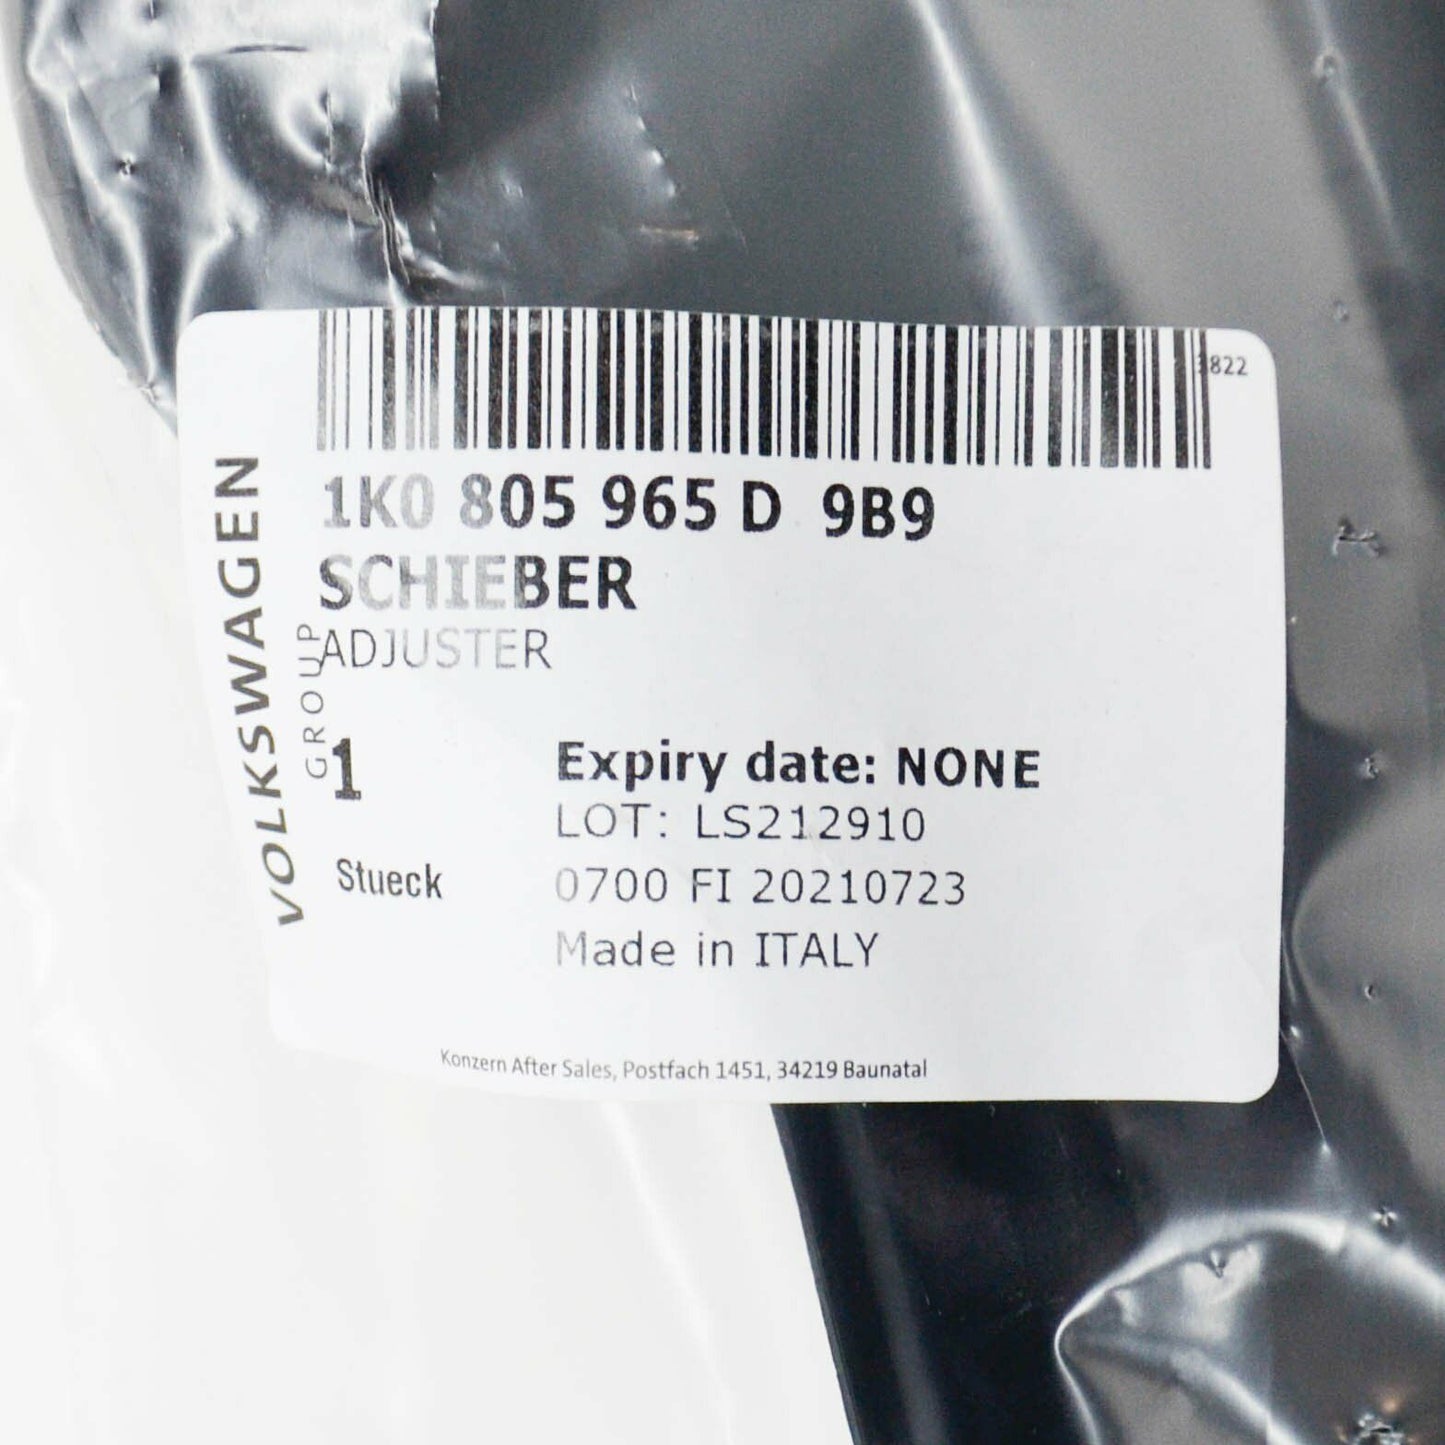 822
1K0 805 965 D 9B9
SCHIEBER
ADJUSTER
VOLKSWAGEN
GROUP
1
Expiry date: NONE
LOT: LS212910
Stueck
0700 FI 20210723
Made in ITALY
Konzern After Sales, Postfach 1451, 34219 Baunatal